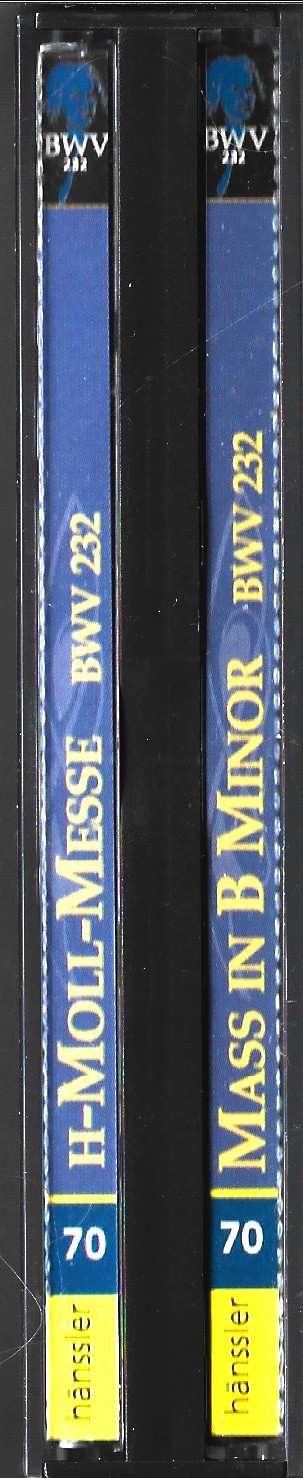 BWV
232
H-MOLL-MESSE BWV 232
70
hänssler
BWV
232
MASS IN B MINOR BWV 232
70
hänssler